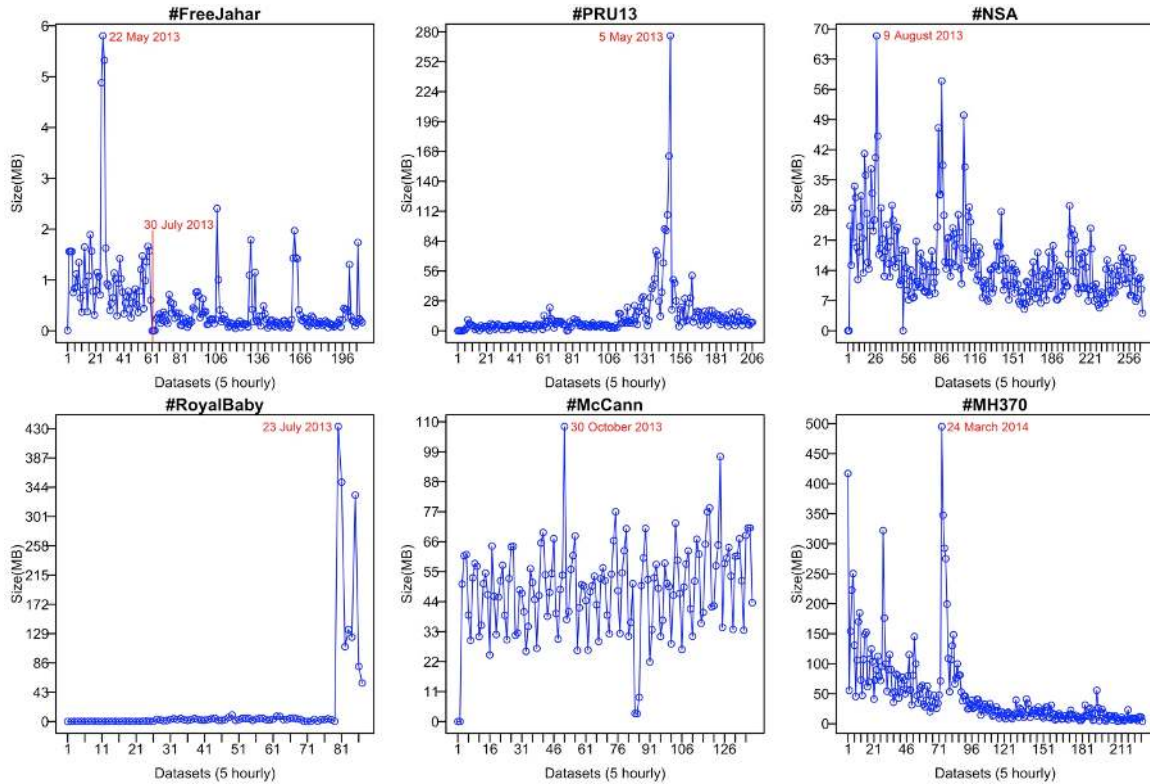 #FreeJahar
6
5
4
3
2
1
0
Size(MB)
22 May 2013
30 July 2013
1 21 41 61 81 106 136 166 196
Datasets (5 hourly)
#PRU13
280
252
224
196
168
140
112
84
56
28
0
Size(MB)
5 May 2013
1 21 41 61 81 106 131 156 181 206
Datasets (5 hourly)
#NSA
70
63
56
49
42
35
28
21
14
7
0
Size(MB)
9 August 2013
1 26 56 86 121 151 186 221 256
Datasets (5 hourly)
#RoyalBaby
430
387
344
301
258
215
172
129
86
43
0
Size(MB)
23 July 2013
1 11 21 31 41 51 61 71 81
Datasets (5 hourly)
#McCann
110
99
88
77
66
55
44
33
22
11
0
Size(MB)
30 October 2013
1 16 31 46 61 76 91 106 126
Datasets (5 hourly)
#MH370
500
450
400
350
300
250
200
150
100
50
0
Size(MB)
24 March 2014
1 21 46 71 96 121 151 181 211
Datasets (5 hourly)